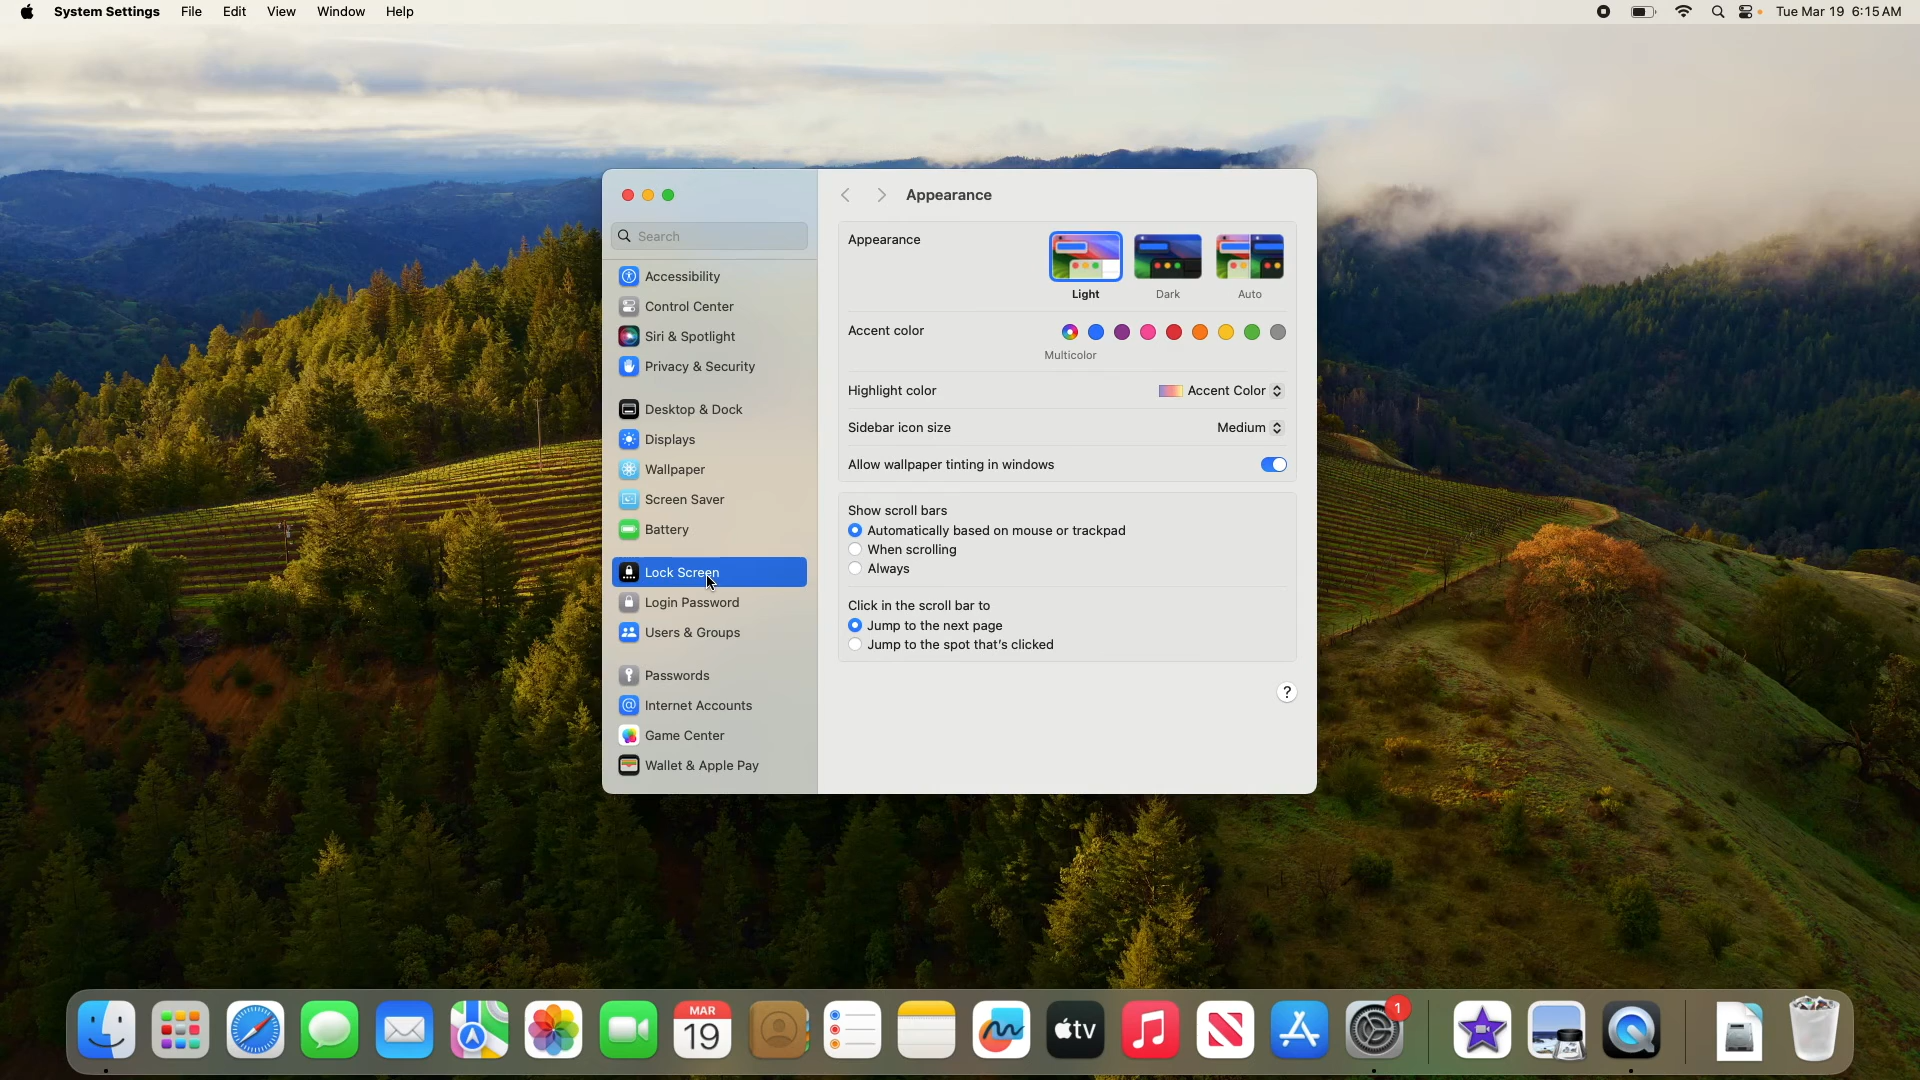 System Settings File Edit View Window Help Tue Mar 19 6:15 AM
Appearance
Search
Accessibility
Control Center
Siri & Spotlight
Privacy & Security
Desktop & Dock
Displays
Wallpaper
Screen Saver
Battery
Lock Screen
Login Password
Users & Groups
Passwords
Internet Accounts
Game Center
Wallet & Apple Pay
Appearance
Light Dark Auto
Accent color
Multicolor
Highlight color Accent Color
Sidebar icon size Medium
Allow wallpaper tinting in windows
Show scroll bars
Automatically based on mouse or trackpad
When scrolling
Always
Click in the scroll bar to
Jump to the next page
Jump to the spot that's clicked
?
1
MAR
19
tv